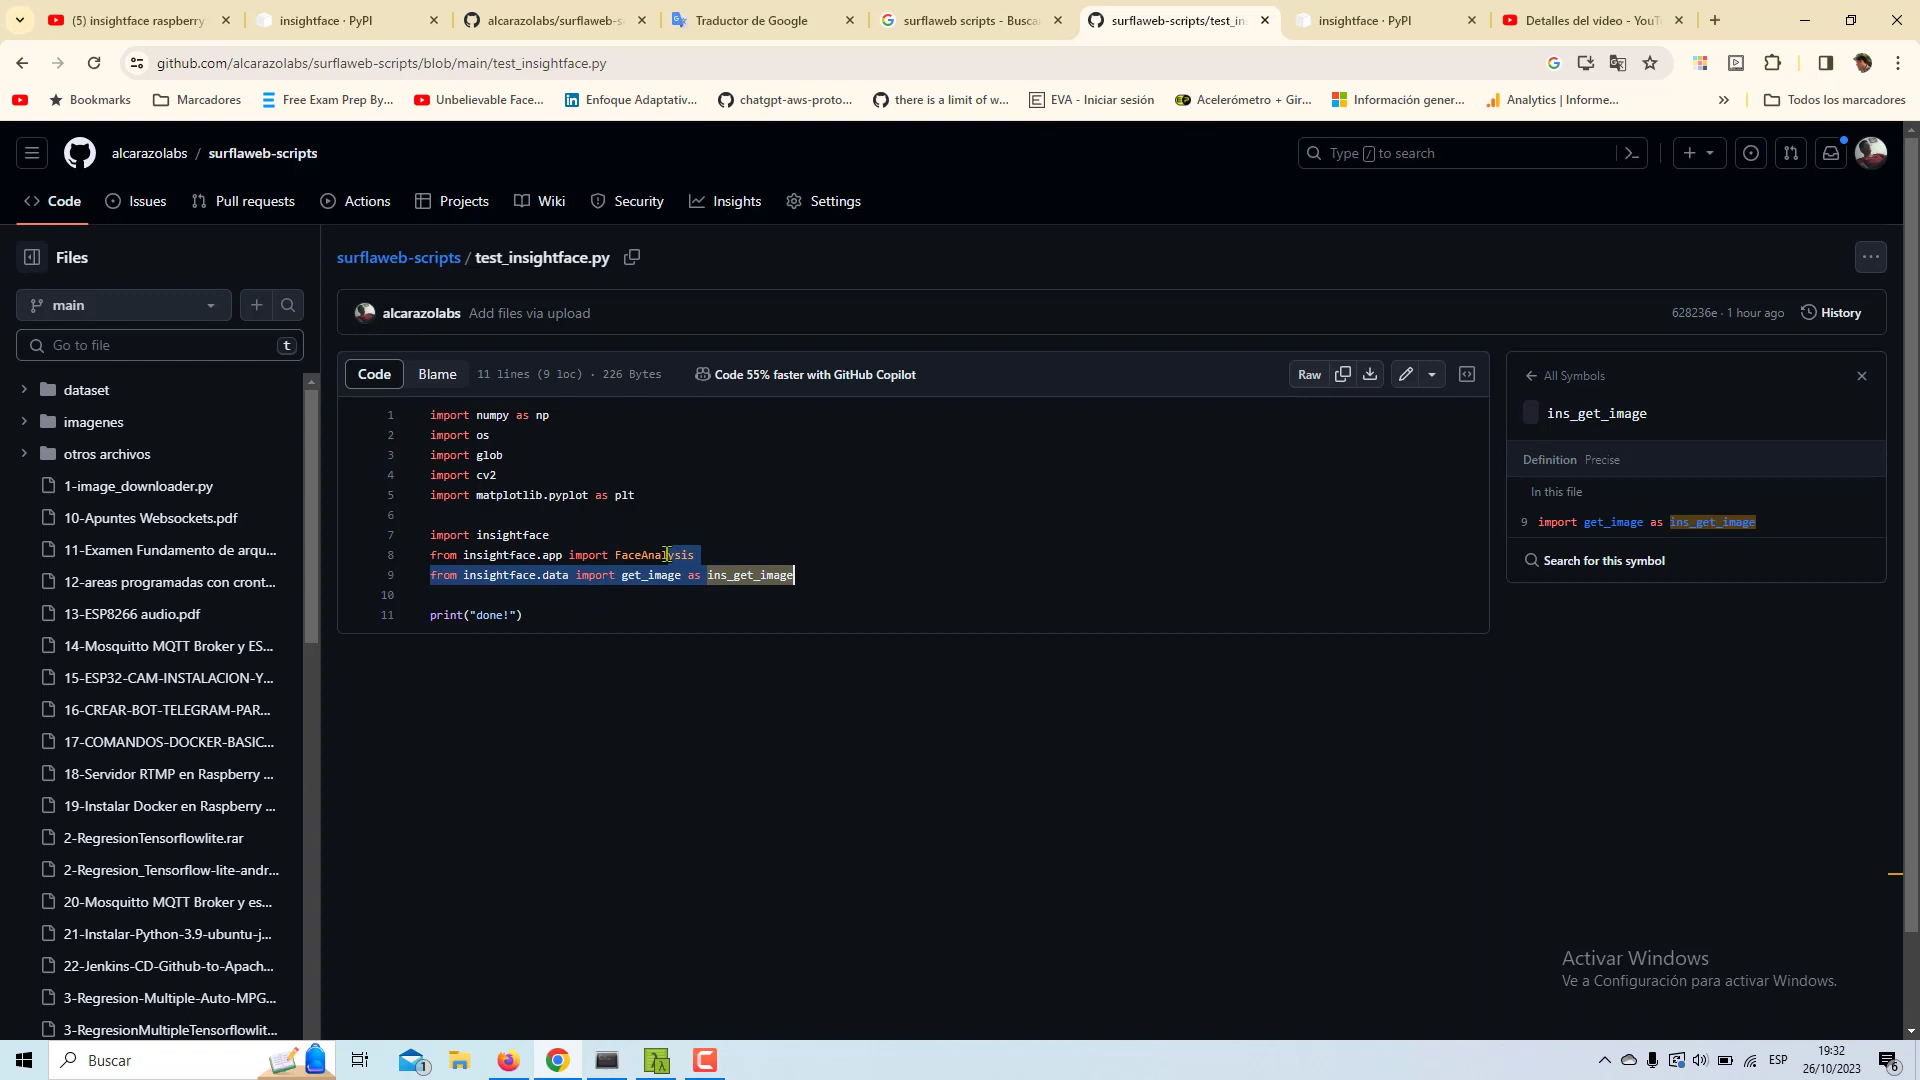 (5) insightface raspberry
insightface · PyPI
alcarazolabs/surflaweb-s
Traductor de Google
surflaweb scripts - Busca
surflaweb-scripts/test_in
insightface · PyPI
Detalles del vídeo - YouT
github.com/alcarazolabs/surflaweb-scripts/blob/main/test_insightface.py
Bookmarks
Marcadores
Free Exam Prep By...
Unbelievable Face...
Enfoque Adaptativ...
chatgpt-aws-proto...
there is a limit of w...
EVA - Iniciar sesión
Acelerómetro + Gir...
Información gener...
Analytics | Informe...
»
Todos los marcadores
alcarazolabs / surflaweb-scripts
Type / to search
Code
Issues
Pull requests
Actions
Projects
Wiki
Security
Insights
Settings
Files
surflaweb-scripts / test_insightface.py
main
alcarazolabs Add files via upload
628236e · 1 hour ago
History
Go to file
t
Code
Blame
11 lines (9 loc) · 226 Bytes
Code 55% faster with GitHub Copilot
Raw
All Symbols
ins_get_image
Definition Precise
In this file
9 import get_image as ins_get_image
Search for this symbol
1 import numpy as np
2 import os
3 import glob
4 import cv2
5 import matplotlib.pyplot as plt
6
7 import insightface
8 from insightface.app import FaceAnalysis
9 from insightface.data import get_image as ins_get_image
10
11 print("done!")
dataset
imagenes
otros archivos
1-image_downloader.py
10-Apuntes Websockets.pdf
11-Examen Fundamento de arqu...
12-areas programadas con cront...
13-ESP8266 audio.pdf
14-Mosquitto MQTT Broker y ES...
15-ESP32-CAM-INSTALACION-Y...
16-CREAR-BOT-TELEGRAM-PAR...
17-COMANDOS-DOCKER-BASIC...
18-Servidor RTMP en Raspberry ...
19-Instalar Docker en Raspberry ...
2-RegresionTensorflowlite.rar
2-Regresion_Tensorflow-lite-andr...
20-Mosquitto MQTT Broker y es...
21-Instalar-Python-3.9-ubuntu-j...
22-Jenkins-CD-Github-to-Apach...
3-Regresion-Multiple-Auto-MPG...
3-RegresionMultipleTensorflowlit...
Activar Windows
Ve a Configuración para activar Windows.
Buscar
1
ESP
19:32
26/10/2023
6